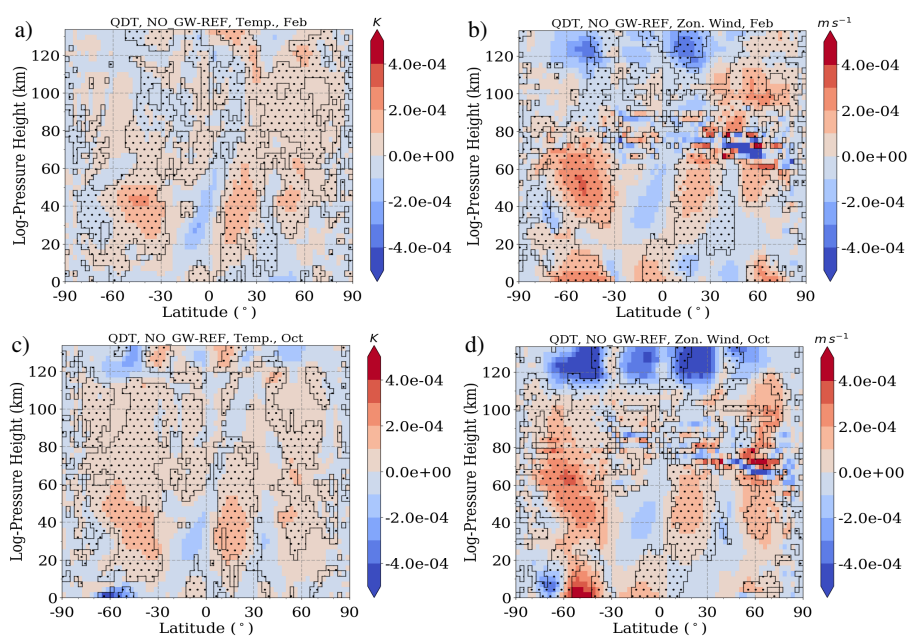 a)
QDT, NO_GW-REF, Temp., Feb
K
Log-Pressure Height (km)
120
100
80
60
40
20
0
-90 -60 -30 0 30 60 90
Latitude (°)
4.0e-04
2.0e-04
0.0e+00
-2.0e-04
-4.0e-04
b)
QDT, NO_GW-REF, Zon. Wind, Feb
m s⁻¹
Log-Pressure Height (km)
120
100
80
60
40
20
0
-90 -60 -30 0 30 60 90
Latitude (°)
4.0e-04
2.0e-04
0.0e+00
-2.0e-04
-4.0e-04
c)
QDT, NO_GW-REF, Temp., Oct
K
Log-Pressure Height (km)
120
100
80
60
40
20
0
-90 -60 -30 0 30 60 90
Latitude (°)
4.0e-04
2.0e-04
0.0e+00
-2.0e-04
-4.0e-04
d)
QDT, NO_GW-REF, Zon. Wind, Oct
m s⁻¹
Log-Pressure Height (km)
120
100
80
60
40
20
0
-90 -60 -30 0 30 60 90
Latitude (°)
4.0e-04
2.0e-04
0.0e+00
-2.0e-04
-4.0e-04